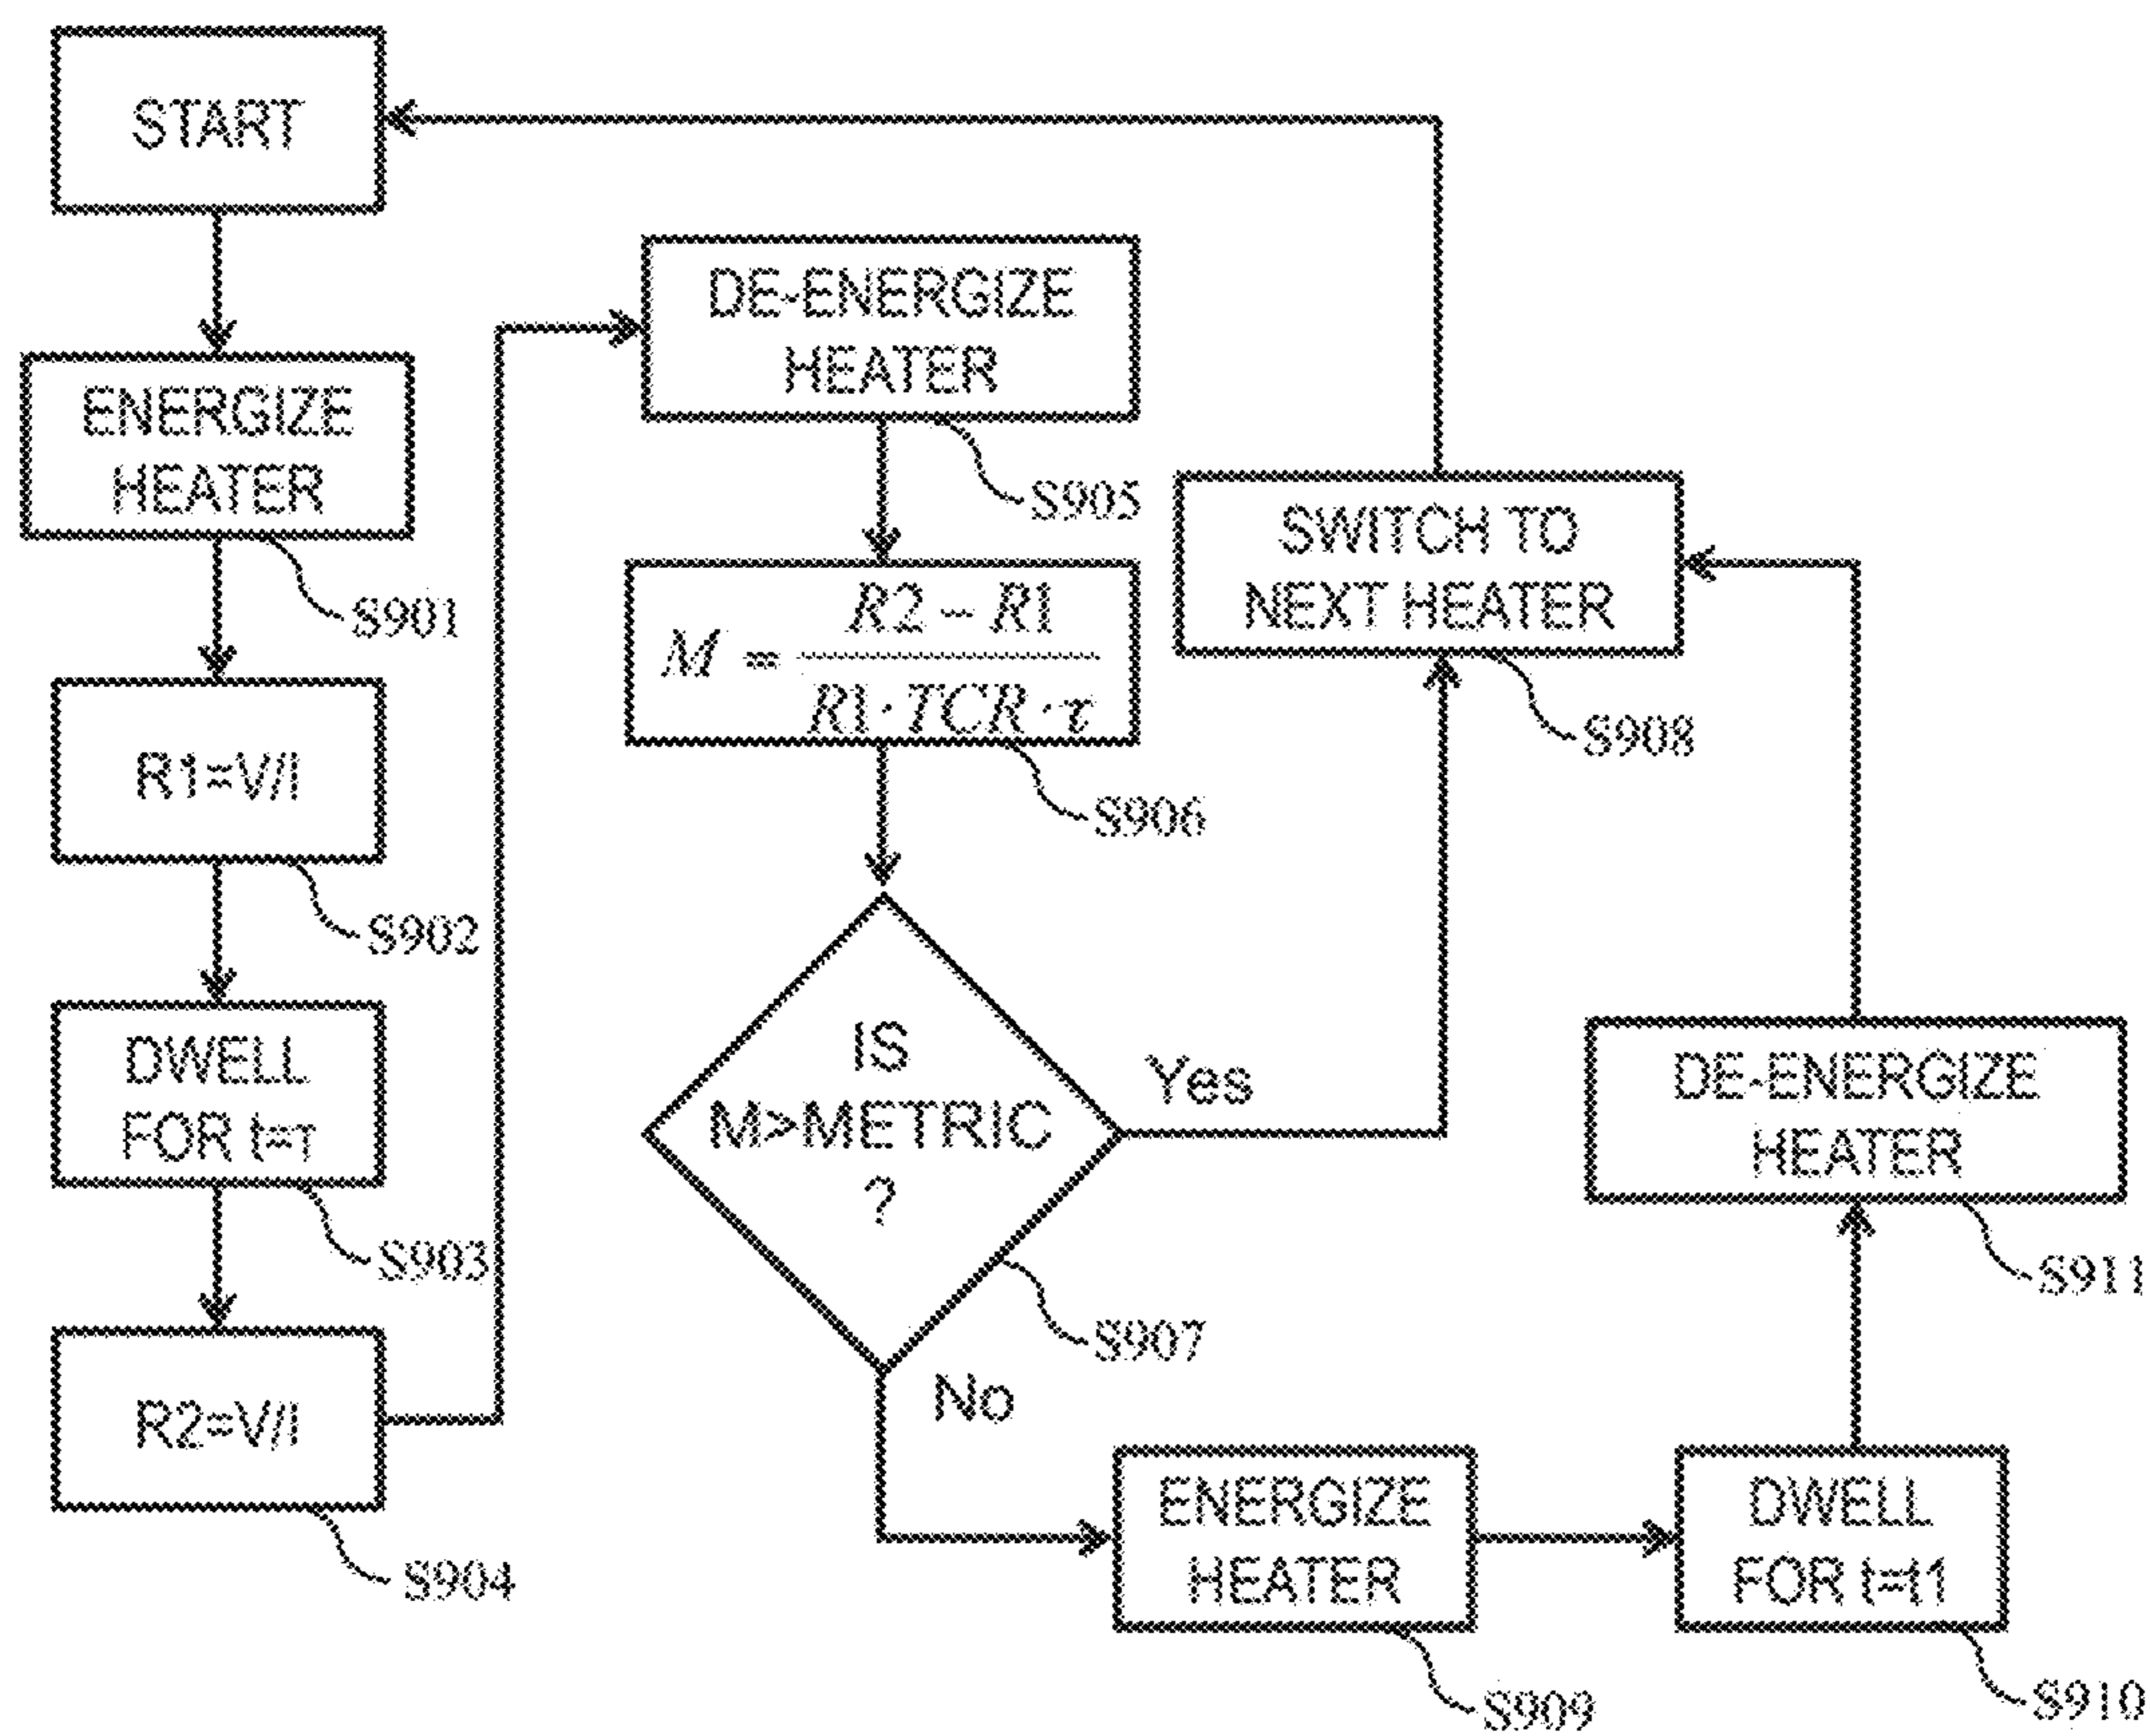 START
ENERGIZE
HEATER
S901
R1=V/I
S902
DWELL
FOR t=τ
S903
R2=V/I
S904
DE-ENERGIZE
HEATER
S905
M = R2 - R1
R1·TCR·τ
S906
IS
M>METRIC
?
S907
Yes
No
SWITCH TO
NEXT HEATER
S908
ENERGIZE
HEATER
S909
DWELL
FOR t=t1
S910
DE-ENERGIZE
HEATER
S911